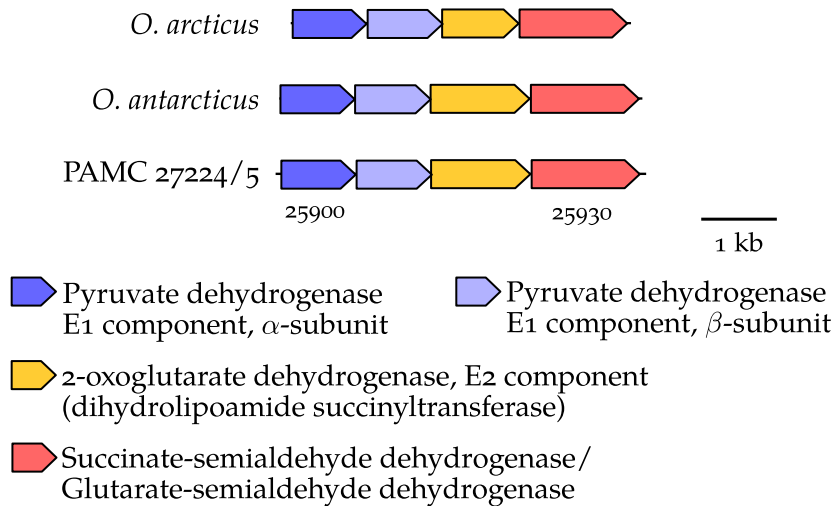 O. arcticus
O. antarcticus
PAMC 27224/5
25900 25930
1 kb
Pyruvate dehydrogenase
E1 component, α-subunit
Pyruvate dehydrogenase
E1 component, β-subunit
2-oxoglutarate dehydrogenase, E2 component
(dihydrolipoamide succinyltransferase)
Succinate-semialdehyde dehydrogenase/
Glutarate-semialdehyde dehydrogenase